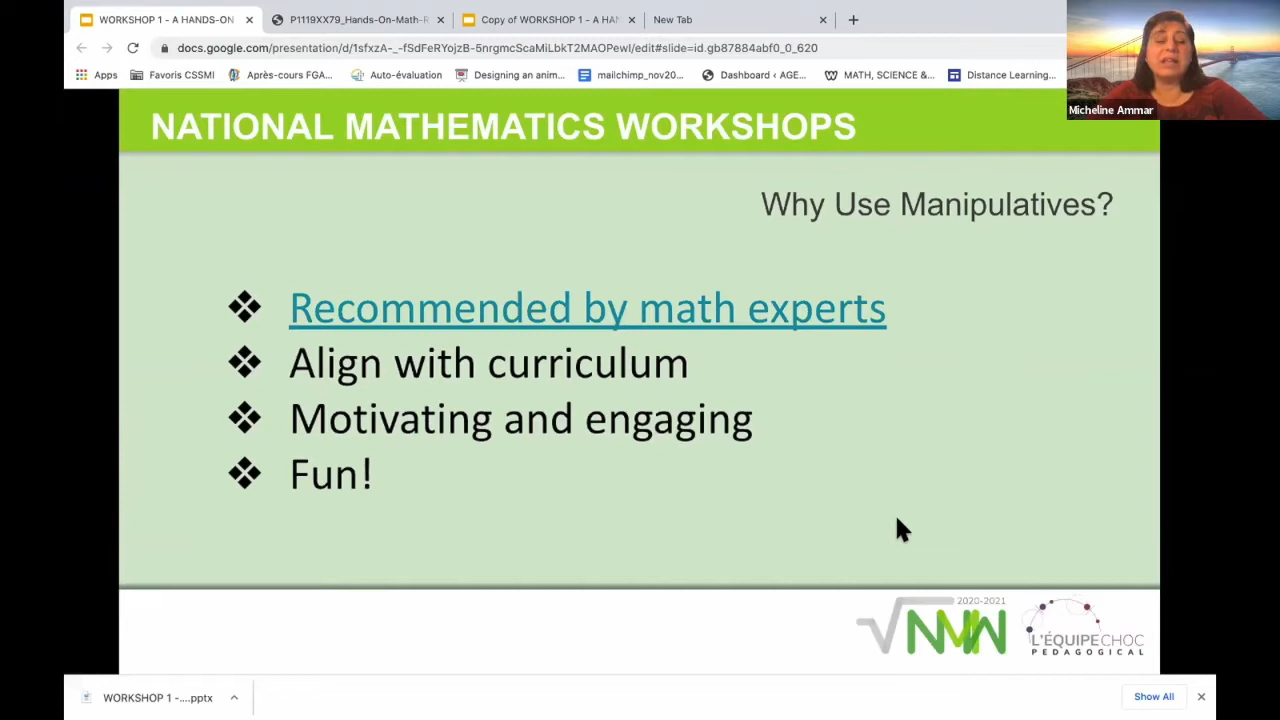 WORKSHOP 1 - A HANDS-ON
P1119XX79_Hands-On-Math-R
Copy of WORKSHOP 1 - A HAN
New Tab
docs.google.com/presentation/d/1sfxzA-_-fSdFeRYojzB-5nrgmcScaMiLbkT2MAOPewI/edit#slide=id.gb87884abf0_0_620
Apps
Favoris CSSMI
Après-cours FGA...
Auto-évaluation
Designing an anim...
mailchimp_nov20...
Dashboard ‹ AGE...
MATH, SCIENCE &...
Distance Learning...
Micheline Ammar
NATIONAL MATHEMATICS WORKSHOPS
Why Use Manipulatives?
❖ Recommended by math experts
❖ Align with curriculum
❖ Motivating and engaging
❖ Fun!
2020-2021
NMW
L'ÉQUIPECHOC
PEDAGOGICAL
WORKSHOP 1 -....pptx
Show All